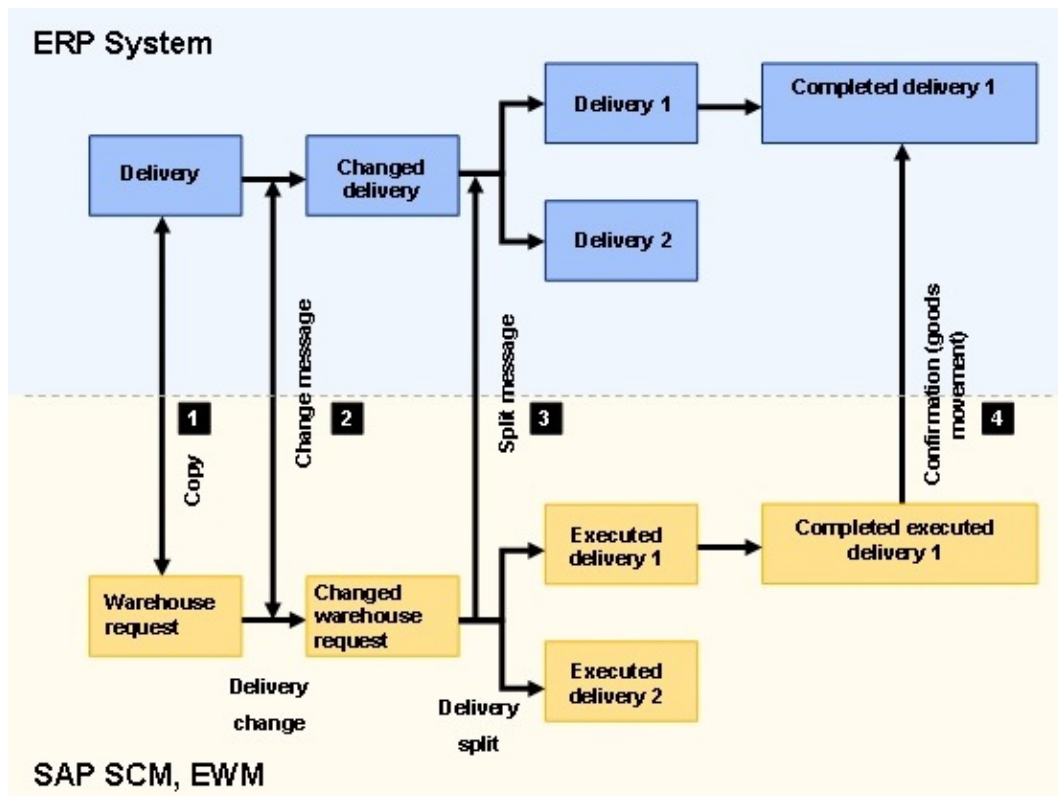 ERP System
Delivery
Changed
delivery
Delivery 1
Delivery 2
Completed delivery 1
1
Copy
2
Change message
3
Split message
4
Confirmation (goods
movement)
Warehouse
request
Changed
warehouse
request
Executed
delivery 1
Executed
delivery 2
Completed executed
delivery 1
Delivery
change
Delivery
split
SAP SCM, EWM